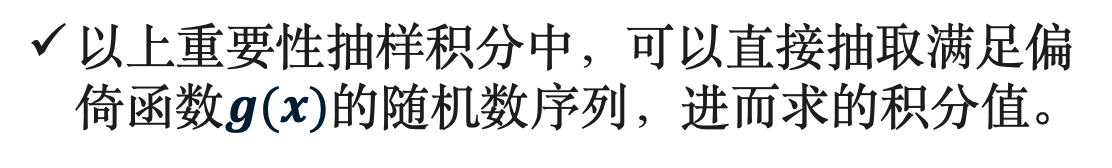 ✓以上重要性抽样积分中，可以直接抽取满足偏
倚函数g(x)的随机数序列，进而求的积分值。